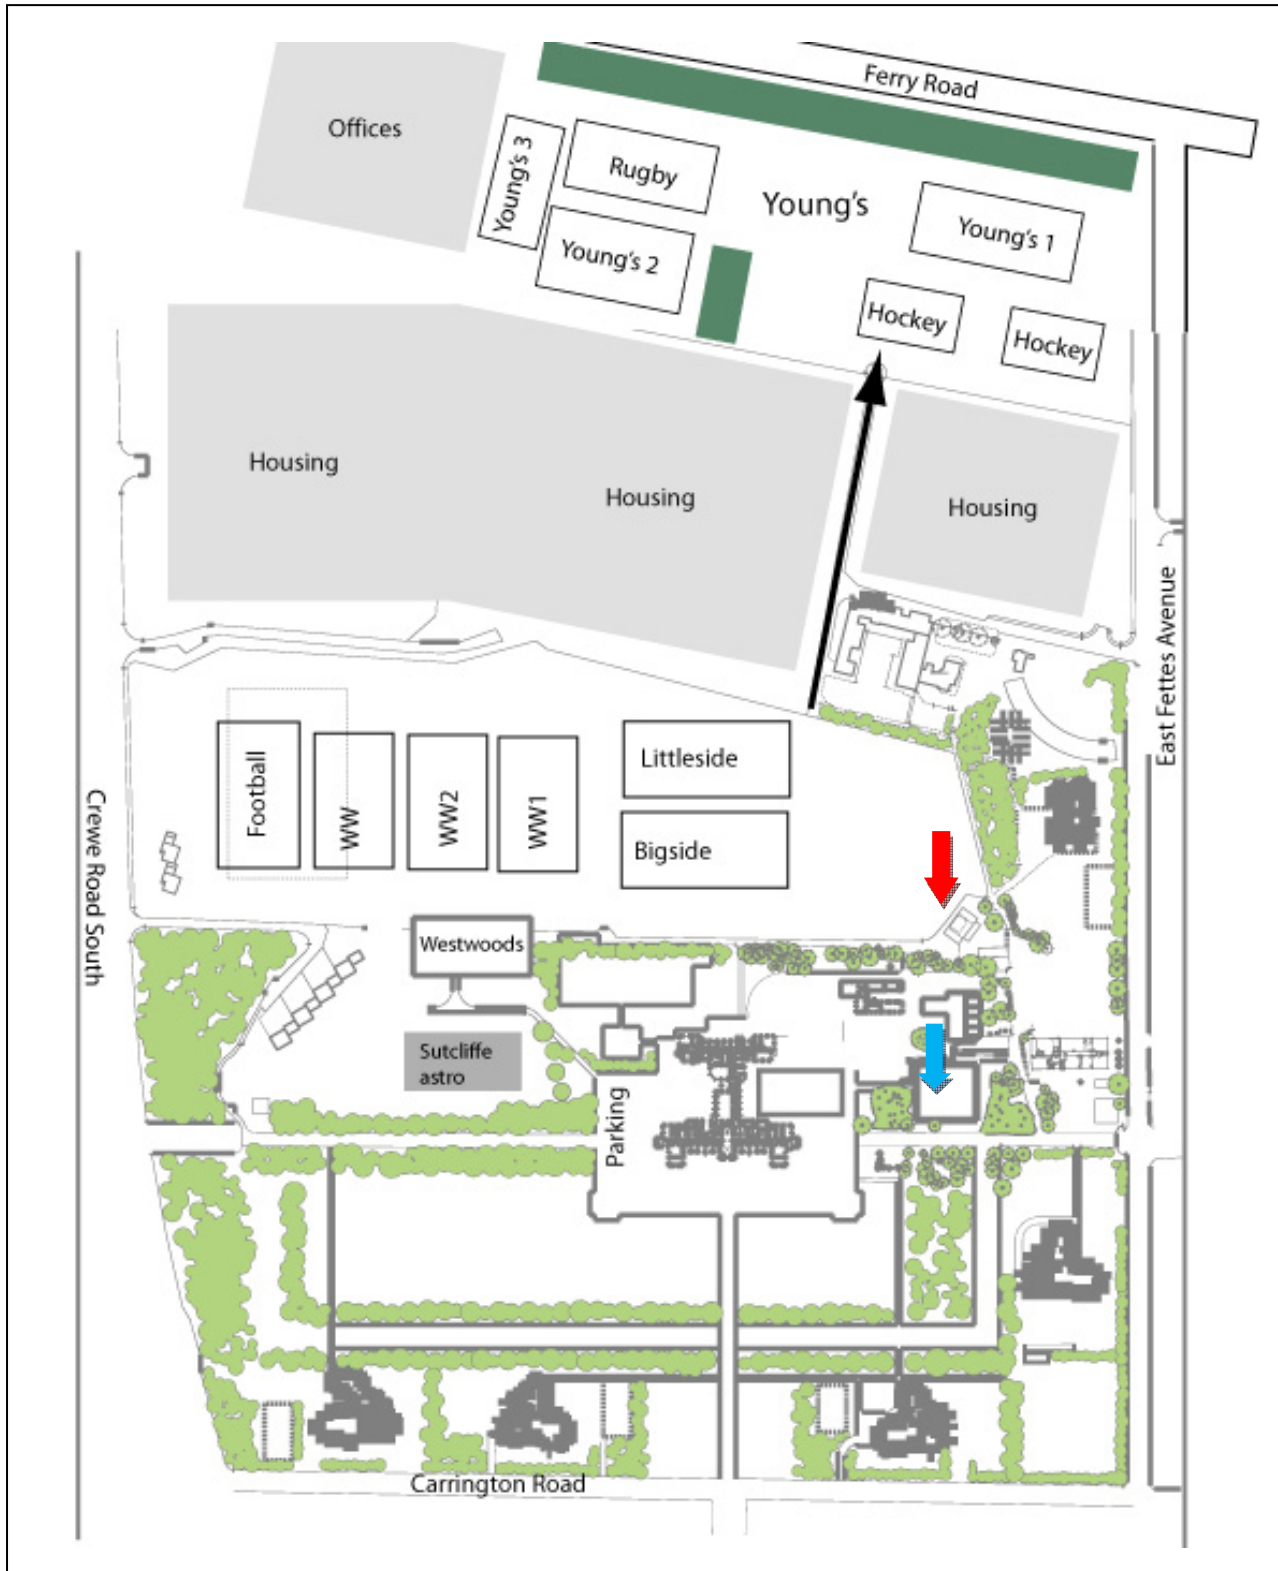 Ferry Road
Offices
Young's 3
Rugby
Young's
Young's 1
Young's 2
Hockey
Hockey
Housing
Housing
Housing
East Fettes Avenue
Football
WW
WW2
WW1
Littleside
Bigside
Crewe Road South
Westwoods
Sutcliffe
astro
Parking
Carrington Road